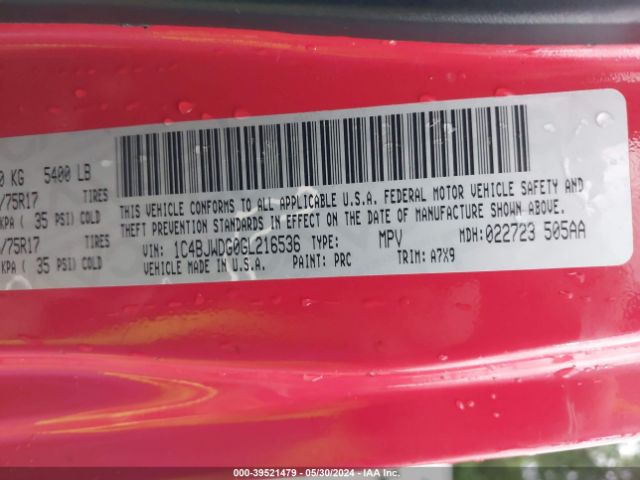 0 KG 5400 LB
/75R17 TIRES
KPA ( 35 PSI) COLD
/75R17 TIRES
KPA ( 35 PSI) COLD
THIS VEHICLE CONFORMS TO ALL APPLICABLE U.S.A. FEDERAL MOTOR VEHICLE SAFETY AND
THEFT PREVENTION STANDARDS IN EFFECT ON THE DATE OF MANUFACTURE SHOWN ABOVE.
VIN: 1C4BJWDG0GL216536 TYPE: MPV MDH: 022723 505AA
VEHICLE MADE IN U.S.A. PAINT: PRC TRIM: A7X9
000-39521479 — 05/30/2024 — IAA Inc.